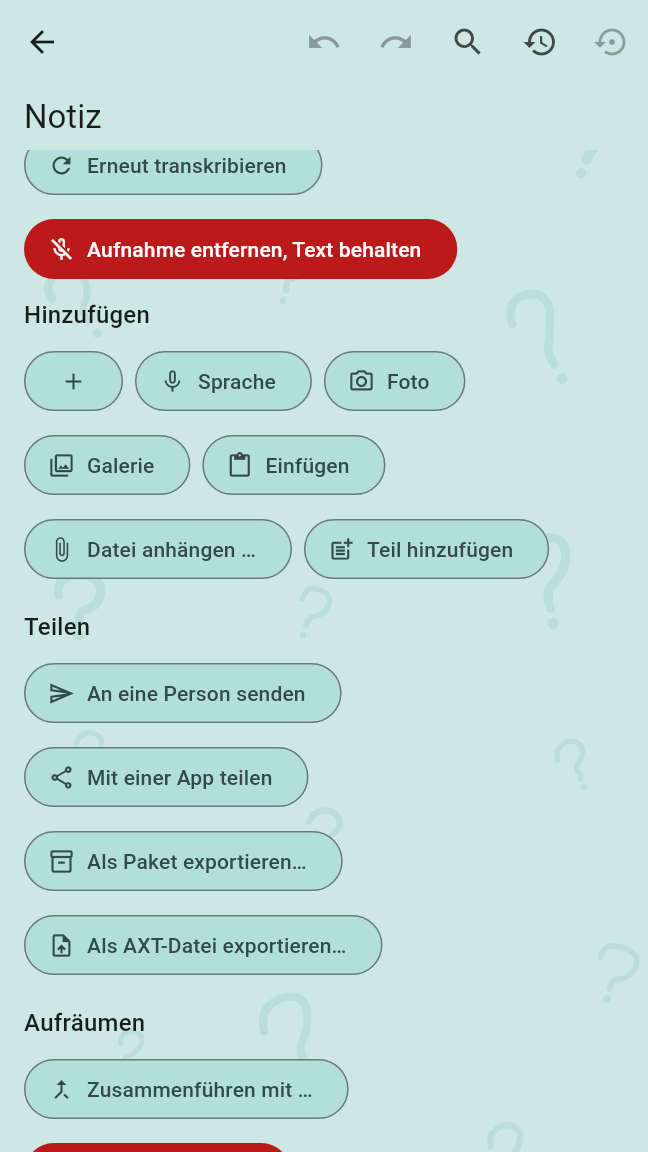 Notiz
Erneut transkribieren
Aufnahme entfernen, Text behalten
Hinzufügen
Sprache
Foto
Galerie
Einfügen
Datei anhängen ...
Teil hinzufügen
Teilen
An eine Person senden
Mit einer App teilen
Als Paket exportieren...
Als AXT-Datei exportieren...
Aufräumen
Zusammenführen mit ...